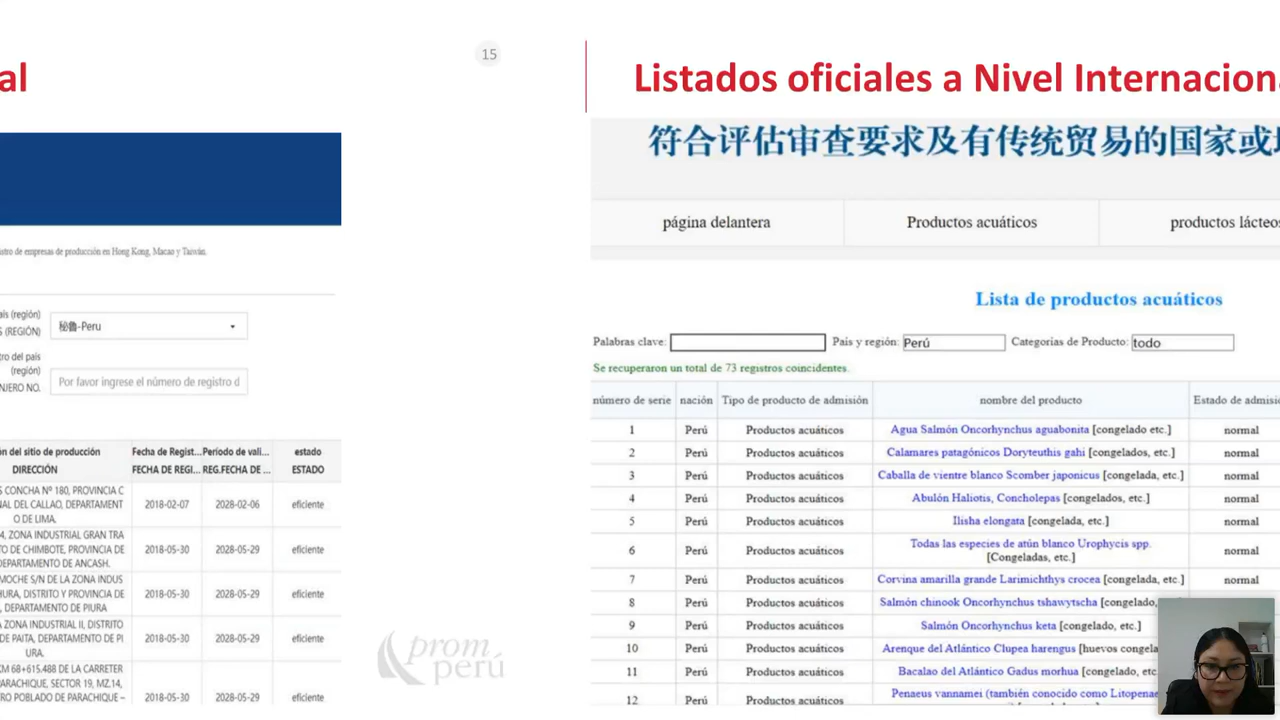 al
15
istro de empresas de producción en Hong Kong, Macao y Taiwán.
aís (región)
S (REGIÓN)
秘鲁-Peru
tro del país
(región)
NJERO NO.
Por favor ingrese el número de registro d
ón del sitio de producción
DIRECCIÓN
Fecha de Regist...
FECHA DE REGI...
Periodo de vali...
REG.FECHA DE ...
estado
ESTADO
S CONCHA Nº 180, PROVINCIA C
NAL DEL CALLAO, DEPARTAMENT
O DE LIMA.
2018-02-07
2028-02-06
eficiente
4, ZONA INDUSTRIAL GRAN TRA
TO DE CHIMBOTE, PROVINCIA DE
DEPARTAMENTO DE ANCASH.
2018-05-30
2028-05-29
eficiente
MOCHE S/N DE LA ZONA INDUS
HURA, DISTRITO Y PROVINCIA DE
, DEPARTAMENTO DE PIURA
2018-05-30
2028-05-29
eficiente
A ZONA INDUSTRIAL II, DISTRITO
DE PAITA, DEPARTAMENTO DE PI
URA.
2018-05-30
2028-05-29
eficiente
KM 68+615.488 DE LA CARRETER
PARACHIQUE, SECTOR 19, MZ.14,
RO POBLADO DE PARACHIQUE –
2018-05-30
2028-05-29
eficiente
prom
perú
Listados oficiales a Nivel Internaciona
符合评估审查要求及有传统贸易的国家或地
página delantera
Productos acuáticos
productos lácteos
Lista de productos acuáticos
Palabras clave: País y región: Perú Categorías de Producto: todo
Se recuperaron un total de 73 registros coincidentes.
número de serie nación Tipo de producto de admisión nombre del producto Estado de admisió
1 Perú Productos acuáticos Agua Salmón Oncorhynchus aguabonita [congelado etc.] normal
2 Perú Productos acuáticos Calamares patagónicos Doryteuthis gahi [congelados, etc.] normal
3 Perú Productos acuáticos Caballa de vientre blanco Scomber japonicus [congelada, etc.] normal
4 Perú Productos acuáticos Abulón Haliotis, Concholepas [congelados, etc.] normal
5 Perú Productos acuáticos Ilisha elongata [congelada, etc.] normal
6 Perú Productos acuáticos Todas las especies de atún blanco Urophycis spp. [Congeladas, etc.] normal
7 Perú Productos acuáticos Corvina amarilla grande Larimichthys crocea [congelada, etc.] normal
8 Perú Productos acuáticos Salmón chinook Oncorhynchus tshawytscha [congelado,
9 Perú Productos acuáticos Salmón Oncorhynchus keta [congelado, etc.]
10 Perú Productos acuáticos Arenque del Atlántico Clupea harengus [huevos congela
11 Perú Productos acuáticos Bacalao del Atlántico Gadus morhua [congelado, etc.]
12 Perú Productos acuáticos Penaeus vannamei (también conocido como Litopenae